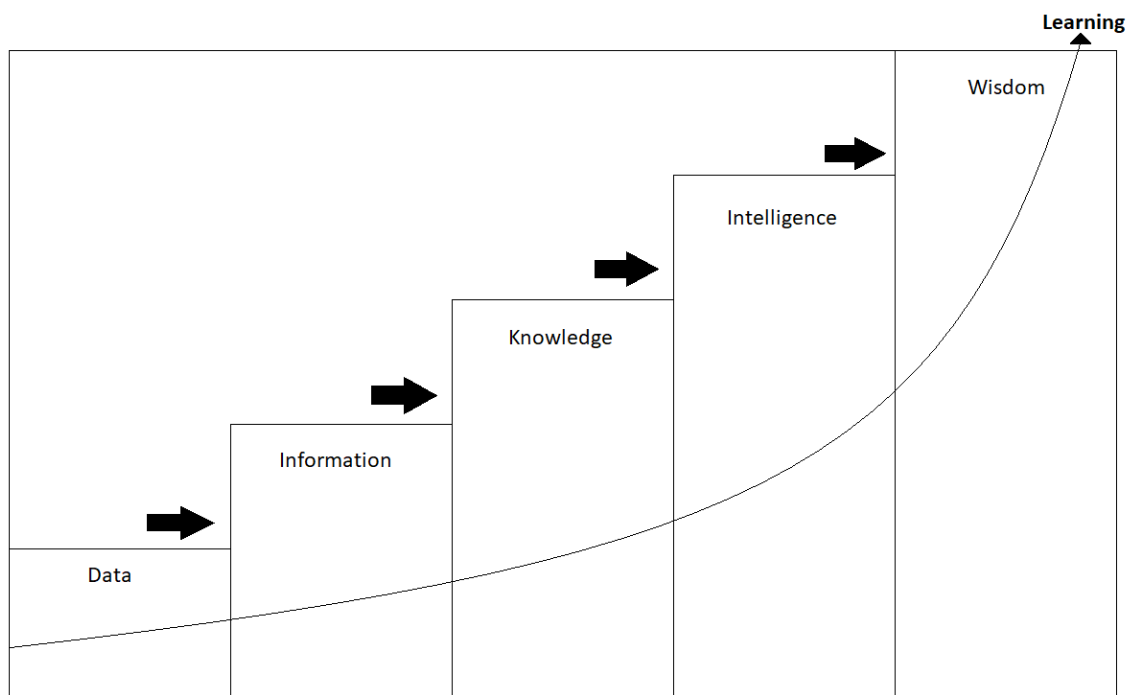 Learning
Wisdom
Intelligence
Knowledge
Information
Data